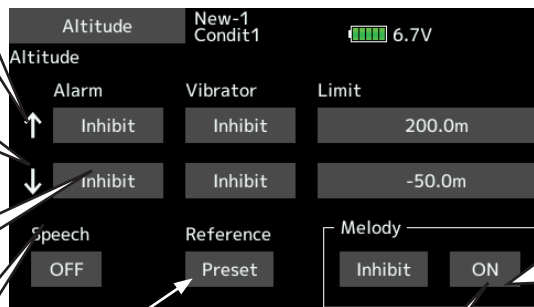 Altitude New-1 Condit1 6.7V
Altitude
Alarm Vibrator Limit
↑ Inhibit Inhibit 200.0m
↓ Inhibit Inhibit -50.0m
Speech Reference Melody
OFF Preset Inhibit ON